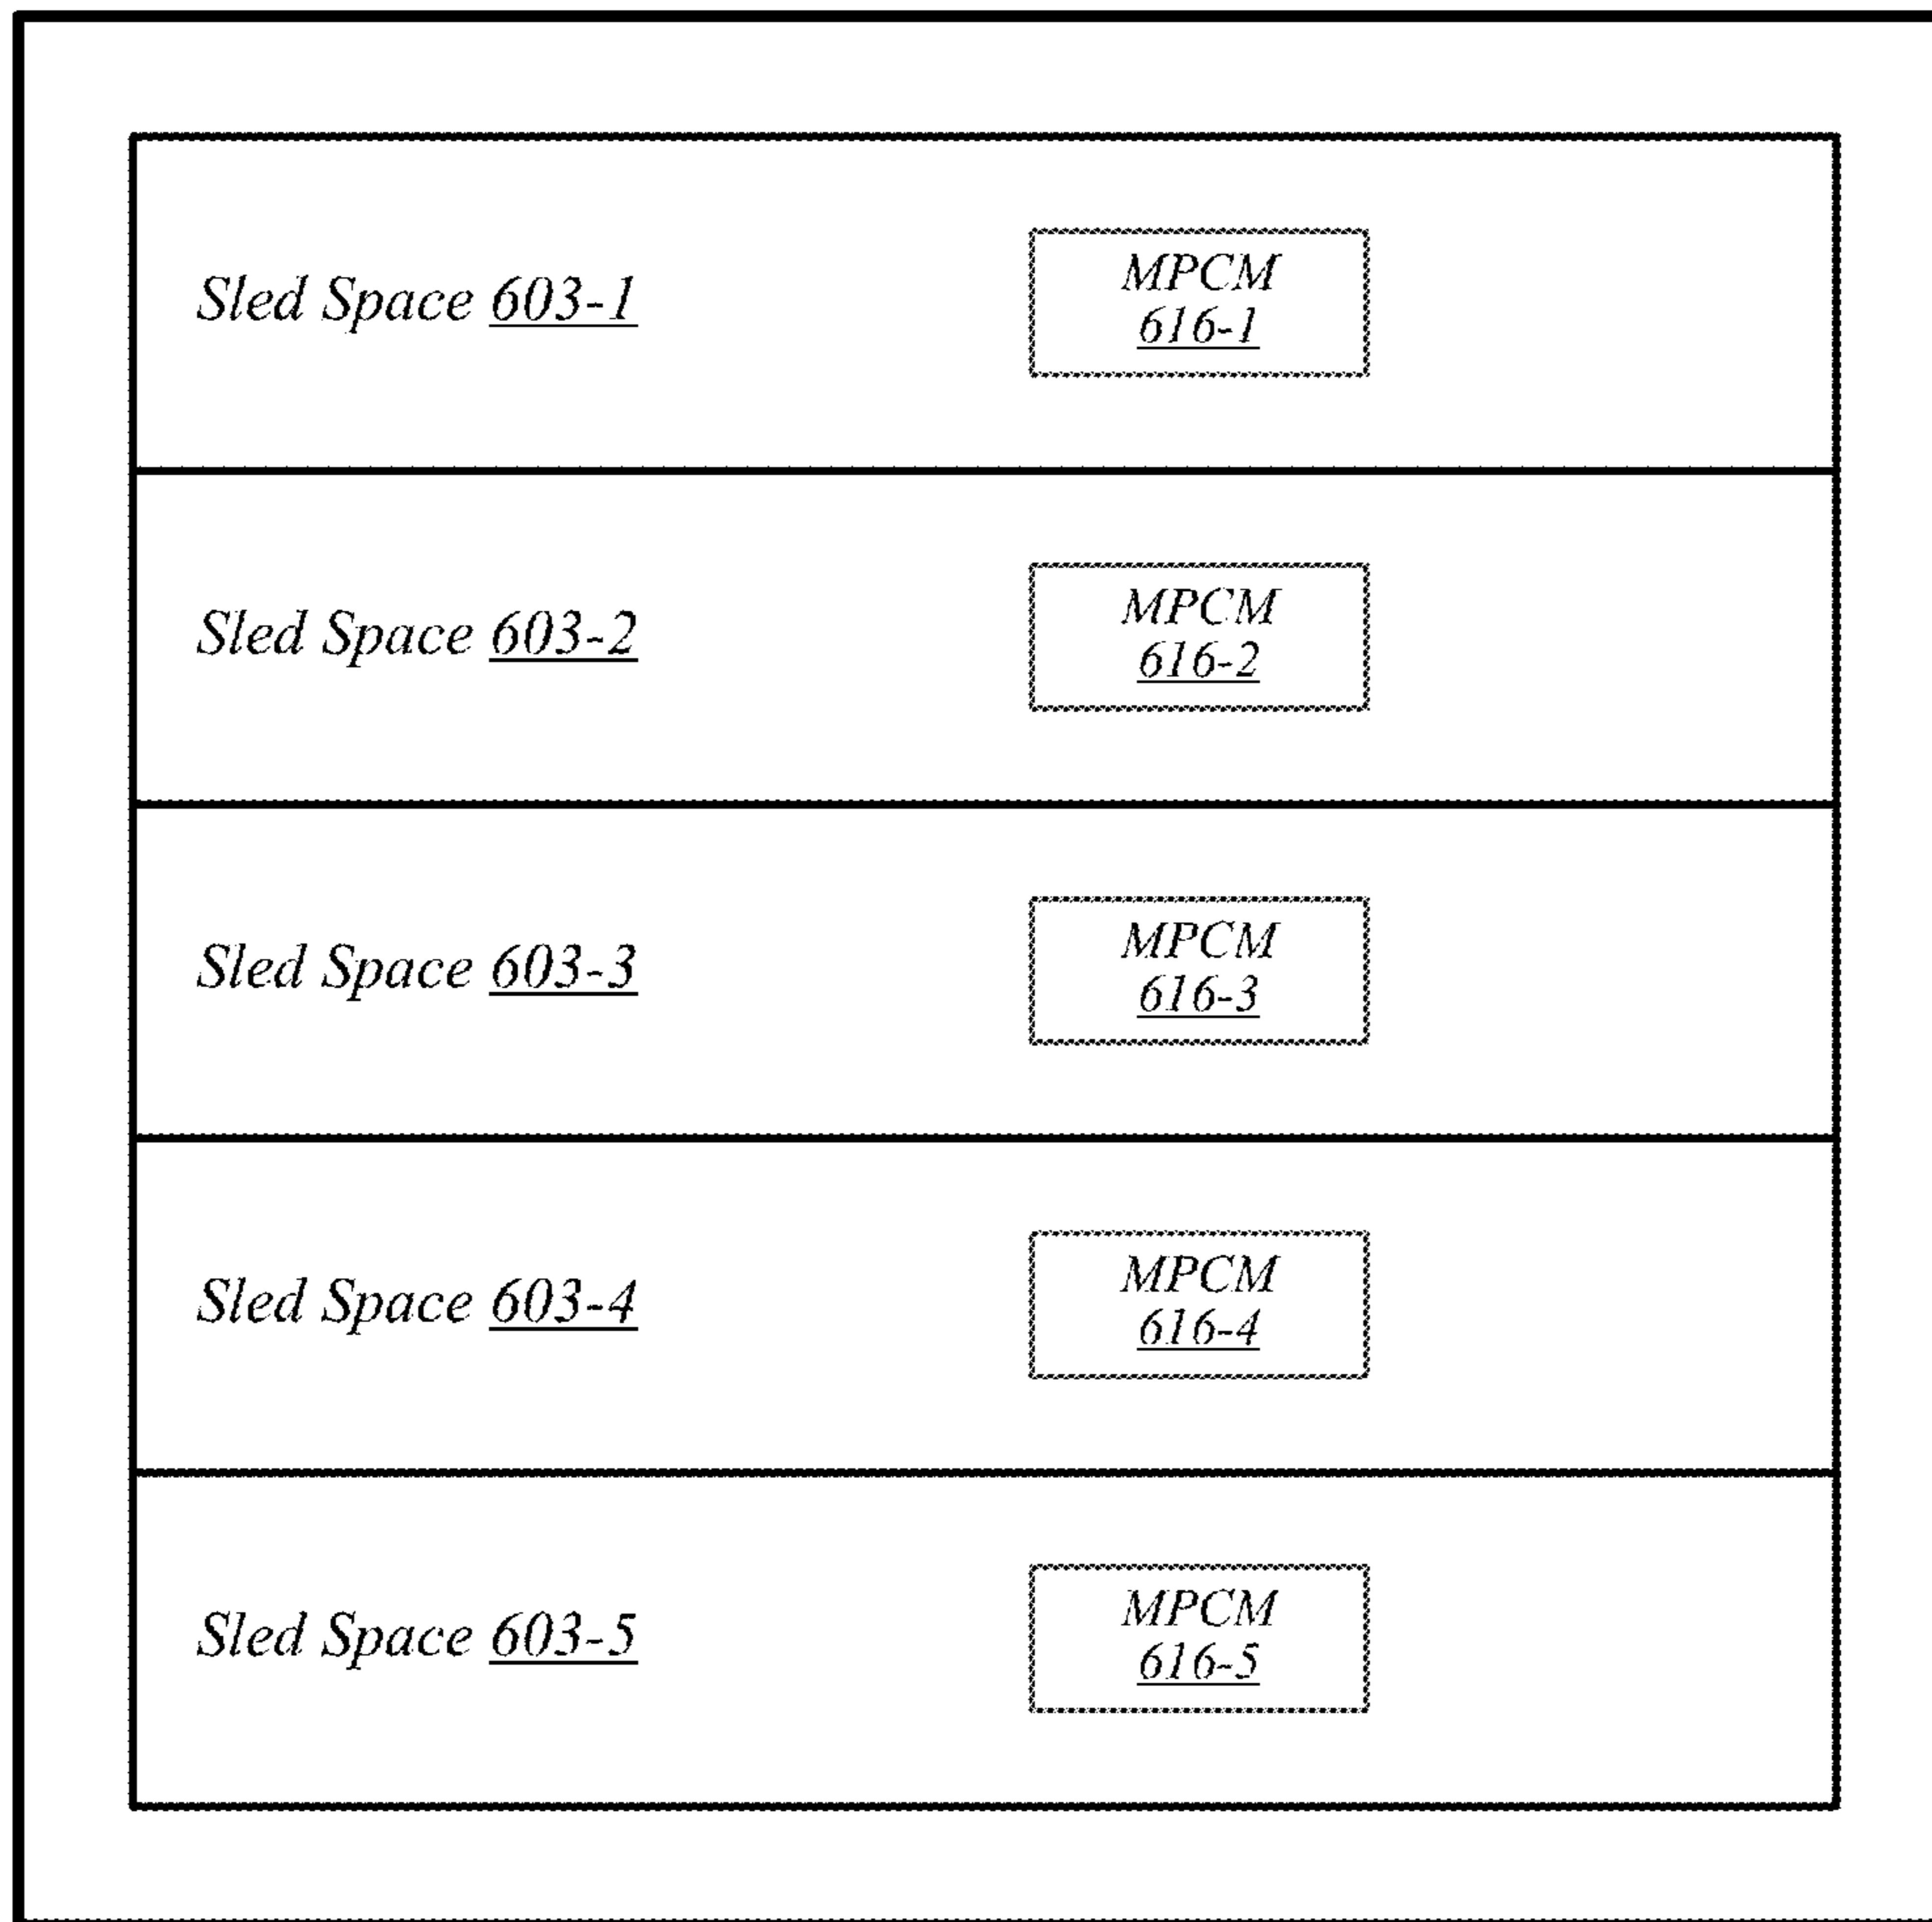 Sled Space 603-1
MPCM
616-1
Sled Space 603-2
MPCM
616-2
Sled Space 603-3
MPCM
616-3
Sled Space 603-4
MPCM
616-4
Sled Space 603-5
MPCM
616-5